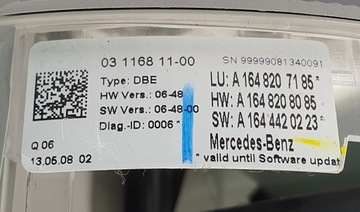 03 1168 11-00
SN 99999081340091
Type: DBE
HW Vers.: 06-48
SW Vers.: 06-48-00
Diag.-ID: 0006 *
LU: A 164 820 71 85 *
HW: A 164 820 80 85
SW: A 164 442 02 23 *
Mercedes-Benz
* valid until Software updat
Q 06
13.05.08 02